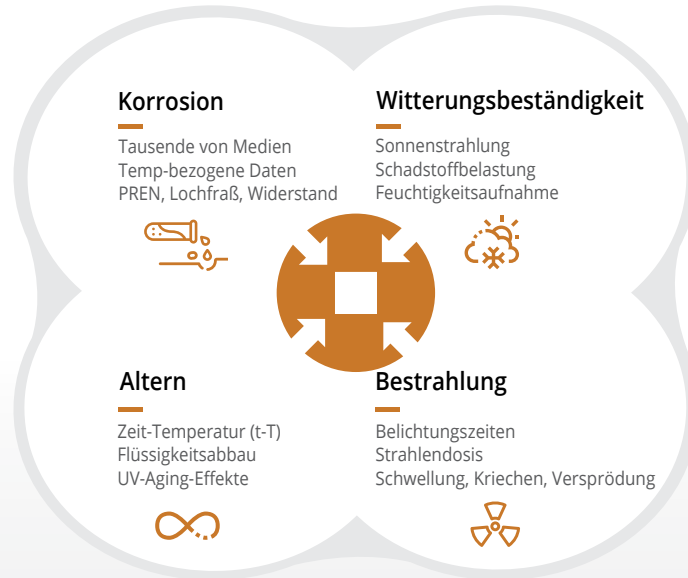 Korrosion
Tausende von Medien
Temp-bezogene Daten
PREN, Lochfraß, Widerstand
Witterungsbeständigkeit
Sonnenstrahlung
Schadstoffbelastung
Feuchtigkeitsaufnahme
Altern
Zeit-Temperatur (t-T)
Flüssigkeitsabbau
UV-Aging-Effekte
Bestrahlung
Belichtungszeiten
Strahlendosis
Schwellung, Kriechen, Versprödung